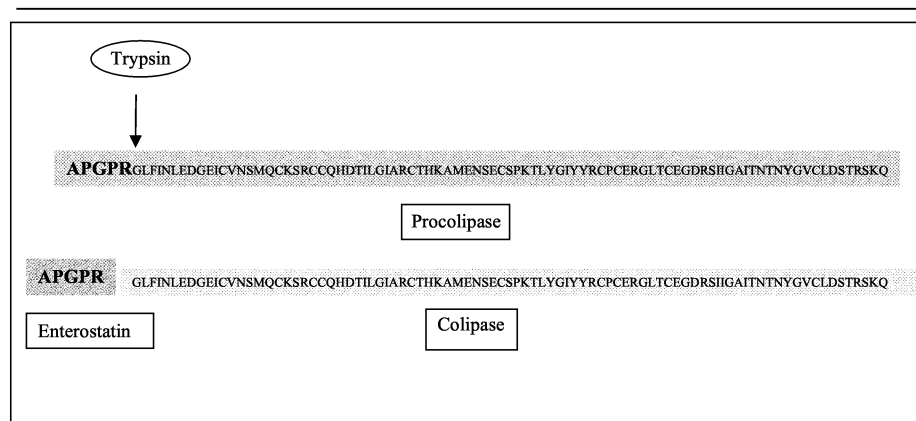 Trypsin
APGPRGLFINLEDGEICVNSMQCKSRCCQHDTILGIARCTHKAMENSECSPKTLYGIYYRCPCERGLTCEGDRSIIGAITNTNYGVCLDSTRSKQ
Procolipase
APGPR GLFINLEDGEICVNSMQCKSRCCQHDTILGIARCTHKAMENSECSPKTLYGIYYRCPCERGLTCEGDRSIIGAITNTNYGVCLDSTRSKQ
Enterostatin
Colipase